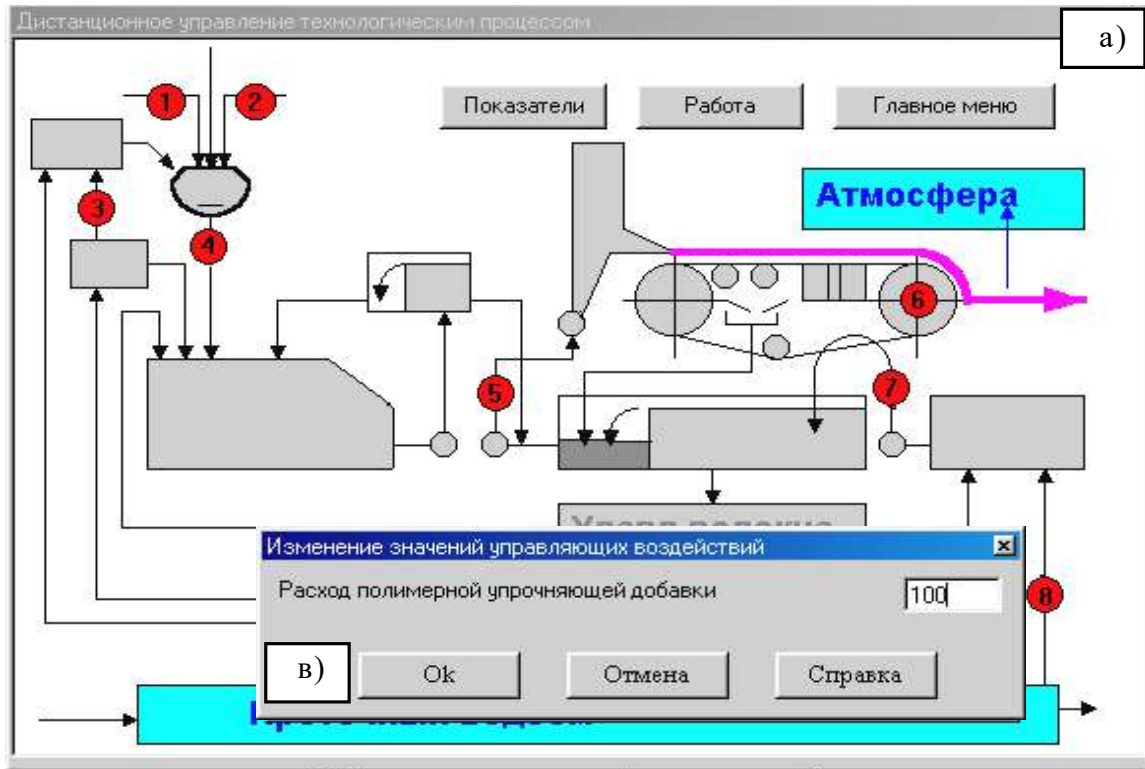 Дистанционное управление технологическим процессом
а)
1
2
Показатели
Работа
Главное меню
Атмосфера
3
4
6
5
7
Изменение значений управляющих воздействий
Расход полимерной упрочняющей добавки
100
8
в)
Ok
Отмена
Справка